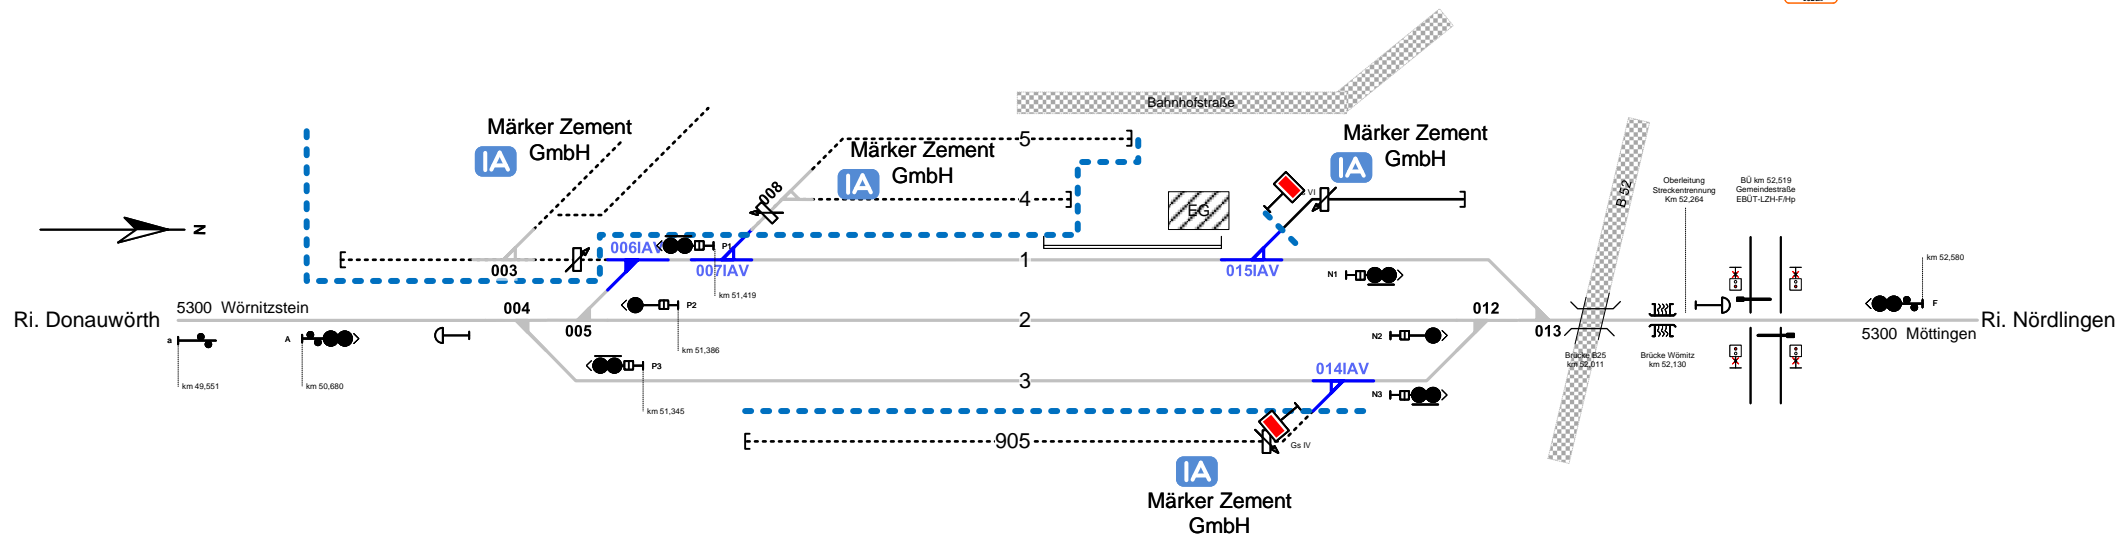 Bahnhofstraße
Märker Zement
GmbH
IA
5
Märker Zement
GmbH
IA
Märker Zement
GmbH
IA
B 52
Oberleitung
Streckentrennung
Km 52,264
BÜ km 52,519
Gemeindestraße
EBÜT-LZH-F/Hp
008
4
EG
VI
N
006IAV
P1
007IAV
003
1
015IAV
N1
km 51,419
km 52,580
5300 Wörnitzstein
004
005
P2
012
013
F
Ri. Donauwörth
2
Ri. Nördlingen
5300 Möttingen
a
A
km 51,386
N2
km 49,551
km 50,680
P3
014IAV
Brücke B25
km 52,011
Brücke Wörnitz
km 52,130
3
N3
km 51,345
905
Gs IV
IA
Märker Zement
GmbH